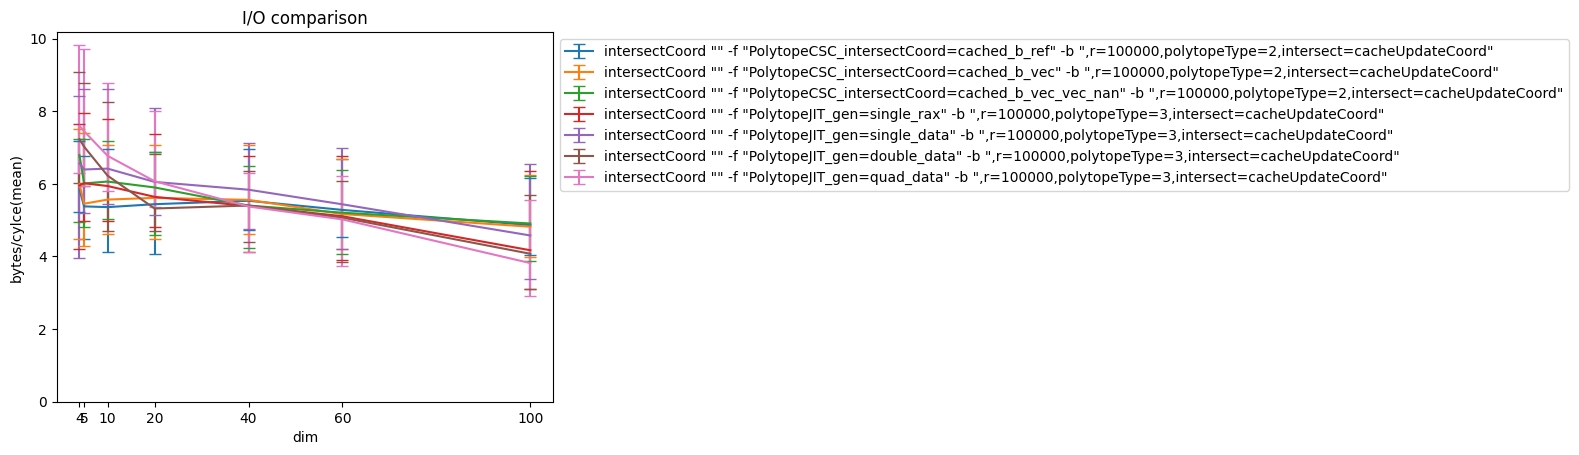 I/O comparison
bytes/cylce(mean)
10
8
6
4
2
0
4 5 10 20 40 60 100
dim
intersectCoord "" -f "PolytopeCSC_intersectCoord=cached_b_ref" -b ",r=100000,polytopeType=2,intersect=cacheUpdateCoord"
intersectCoord "" -f "PolytopeCSC_intersectCoord=cached_b_vec" -b ",r=100000,polytopeType=2,intersect=cacheUpdateCoord"
intersectCoord "" -f "PolytopeCSC_intersectCoord=cached_b_vec_vec_nan" -b ",r=100000,polytopeType=2,intersect=cacheUpdateCoord"
intersectCoord "" -f "PolytopeJIT_gen=single_rax" -b ",r=100000,polytopeType=3,intersect=cacheUpdateCoord"
intersectCoord "" -f "PolytopeJIT_gen=single_data" -b ",r=100000,polytopeType=3,intersect=cacheUpdateCoord"
intersectCoord "" -f "PolytopeJIT_gen=double_data" -b ",r=100000,polytopeType=3,intersect=cacheUpdateCoord"
intersectCoord "" -f "PolytopeJIT_gen=quad_data" -b ",r=100000,polytopeType=3,intersect=cacheUpdateCoord"